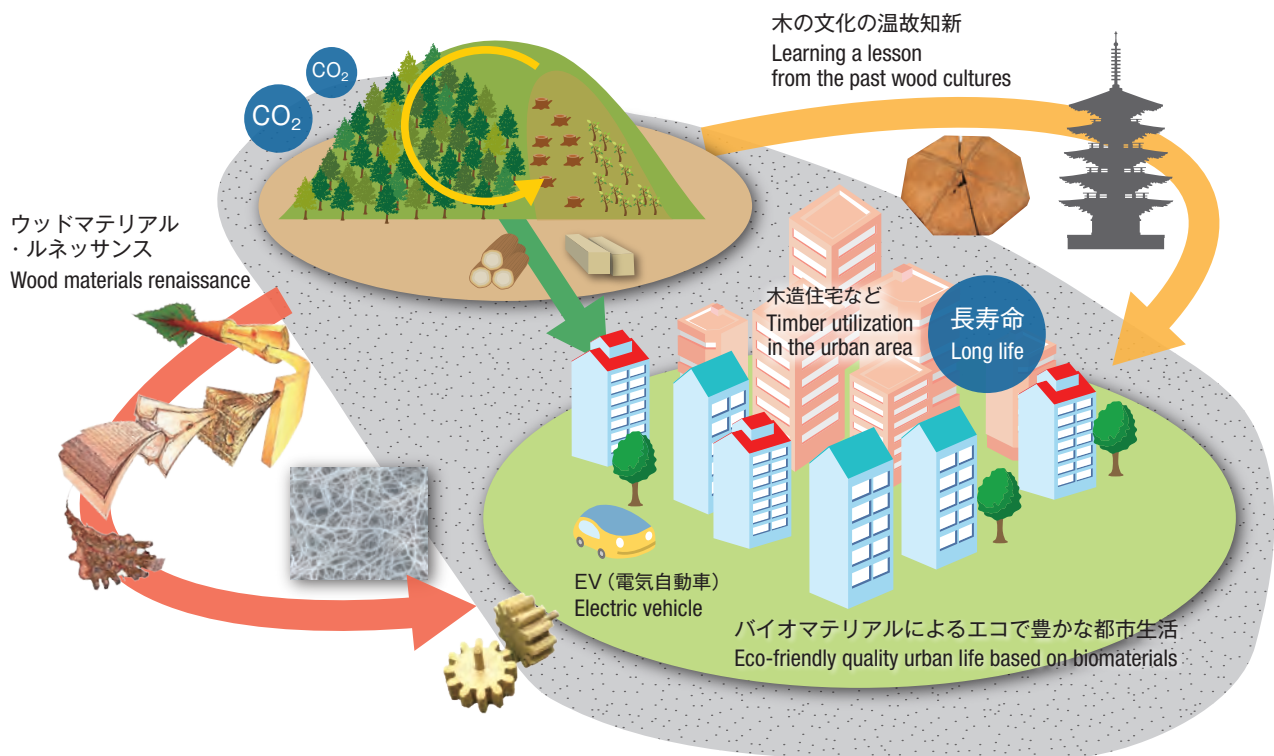 木の文化の温故知新
Learning a lesson
from the past wood cultures
CO₂
CO₂
ウッドマテリアル
・ルネッサンス
Wood materials renaissance
木造住宅など
Timber utilization
in the urban area
長寿命
Long life
EV（電気自動車）
Electric vehicle
バイオマテリアルによるエコで豊かな都市生活
Eco-friendly quality urban life based on biomaterials